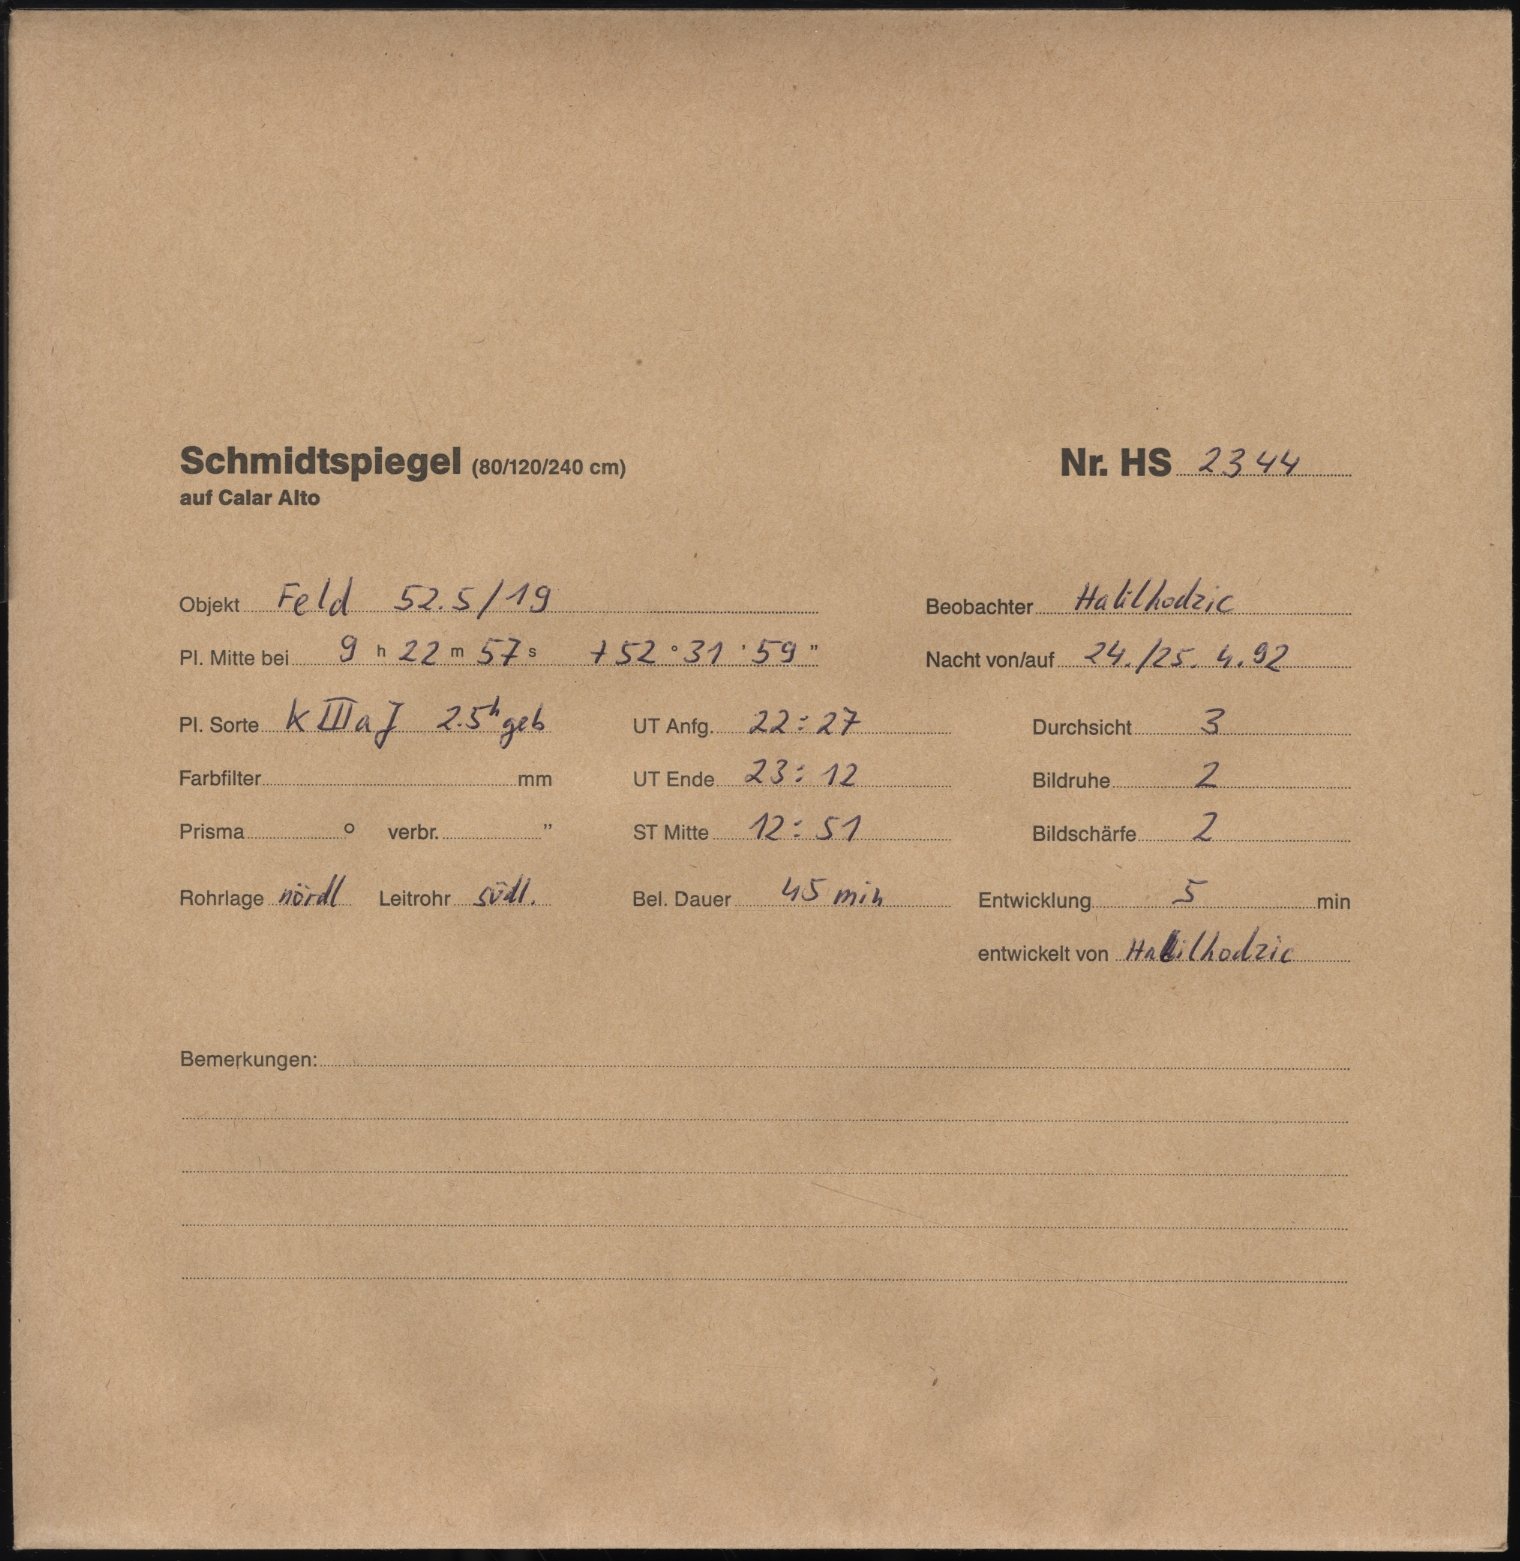 Schmidtspiegel (80/120/240 cm) Nr. HS 2344
auf Calar Alto
Objekt Feld 52.5/19 Beobachter Halilhodzic
Pl. Mitte bei 9 h 22 m 57 s +52 ° 31 ' 59 " Nacht von/auf 24./25. 4. 92
Pl. Sorte K III a J 2.5h geb UT Anfg. 22:27 Durchsicht 3
Farbfilter mm UT Ende 23:12 Bildruhe 2
Prisma ° verbr. " ST Mitte 12:51 Bildschärfe 2
Rohrlage nördl Leitrohr südl. Bel. Dauer 45 min Entwicklung 5 min
entwickelt von Halilhodzic
Bemerkungen: